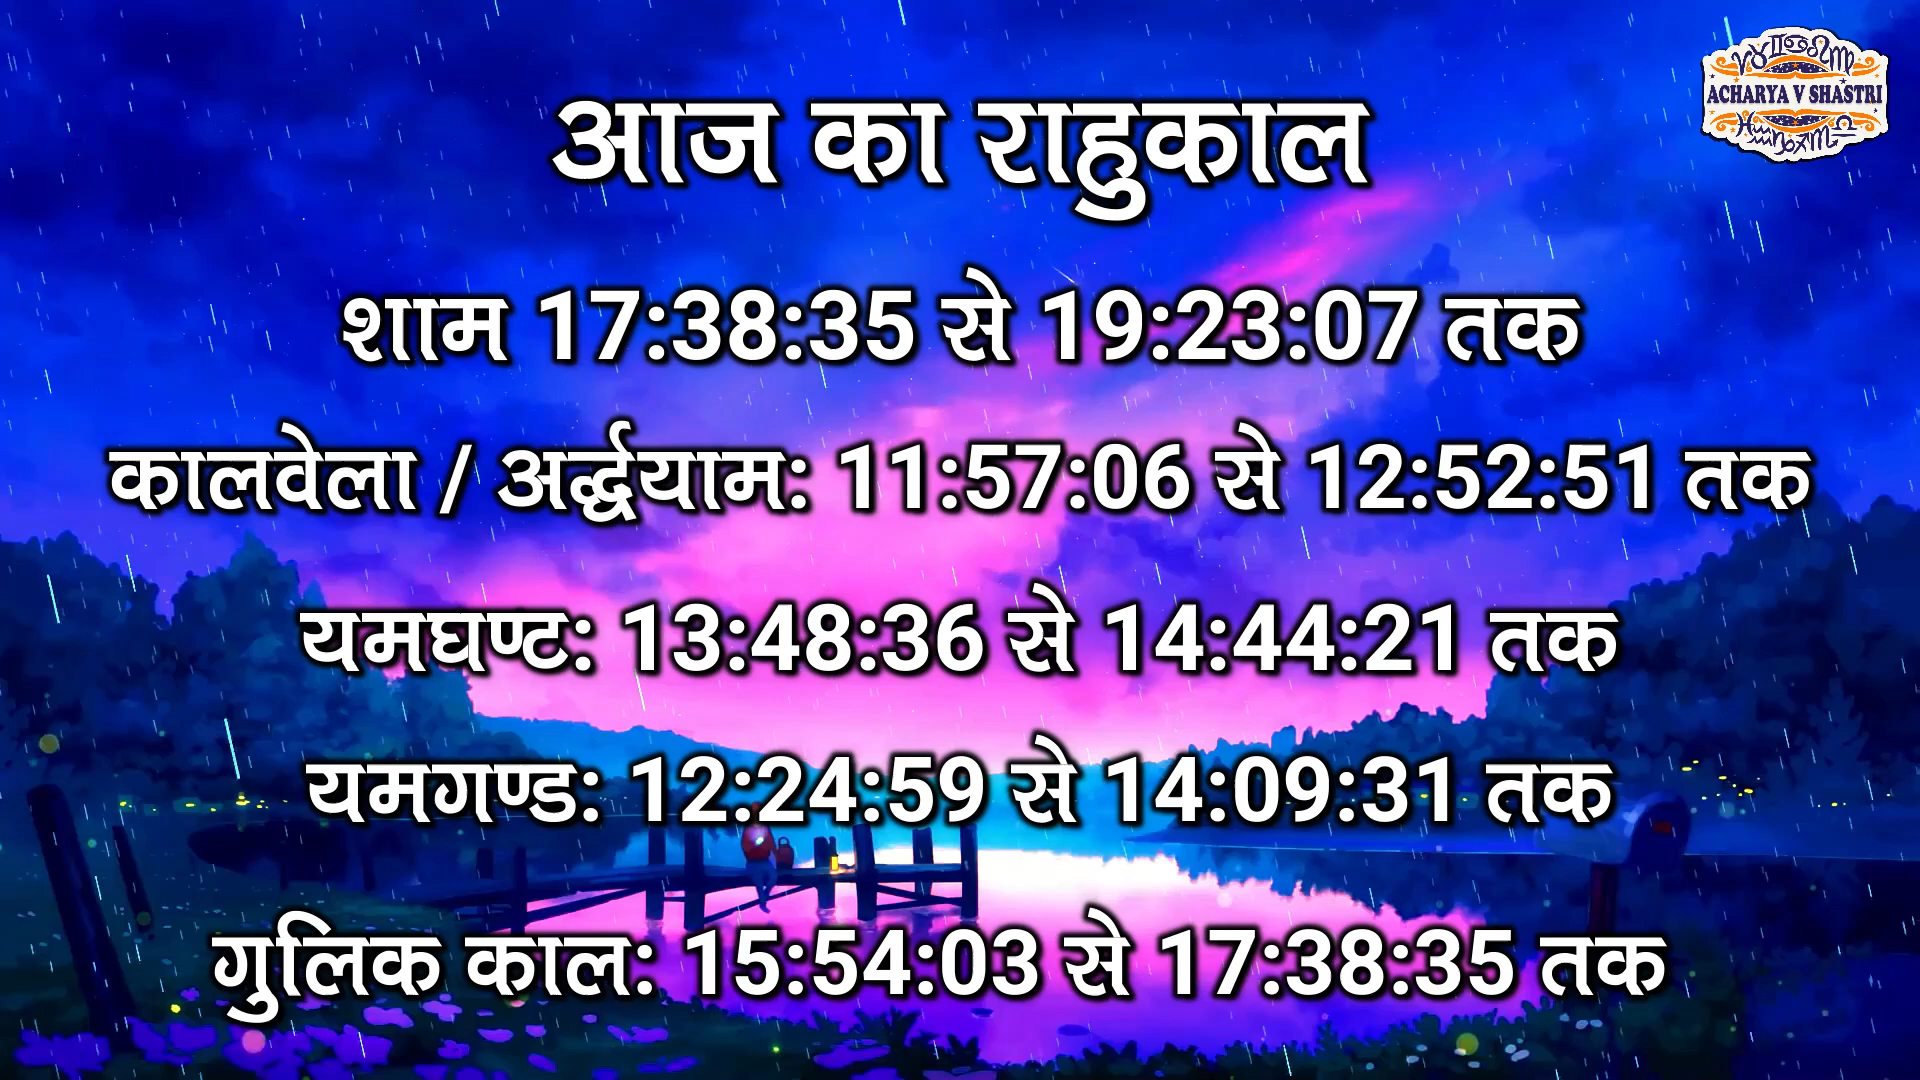 ACHARYA V SHASTRI
आज का राहुकाल
शाम 17:38:35 से 19:23:07 तक
कालवेला / अर्द्धयाम: 11:57:06 से 12:52:51 तक
यमघण्ट: 13:48:36 से 14:44:21 तक
यमगण्ड: 12:24:59 से 14:09:31 तक
गुलिक काल: 15:54:03 से 17:38:35 तक